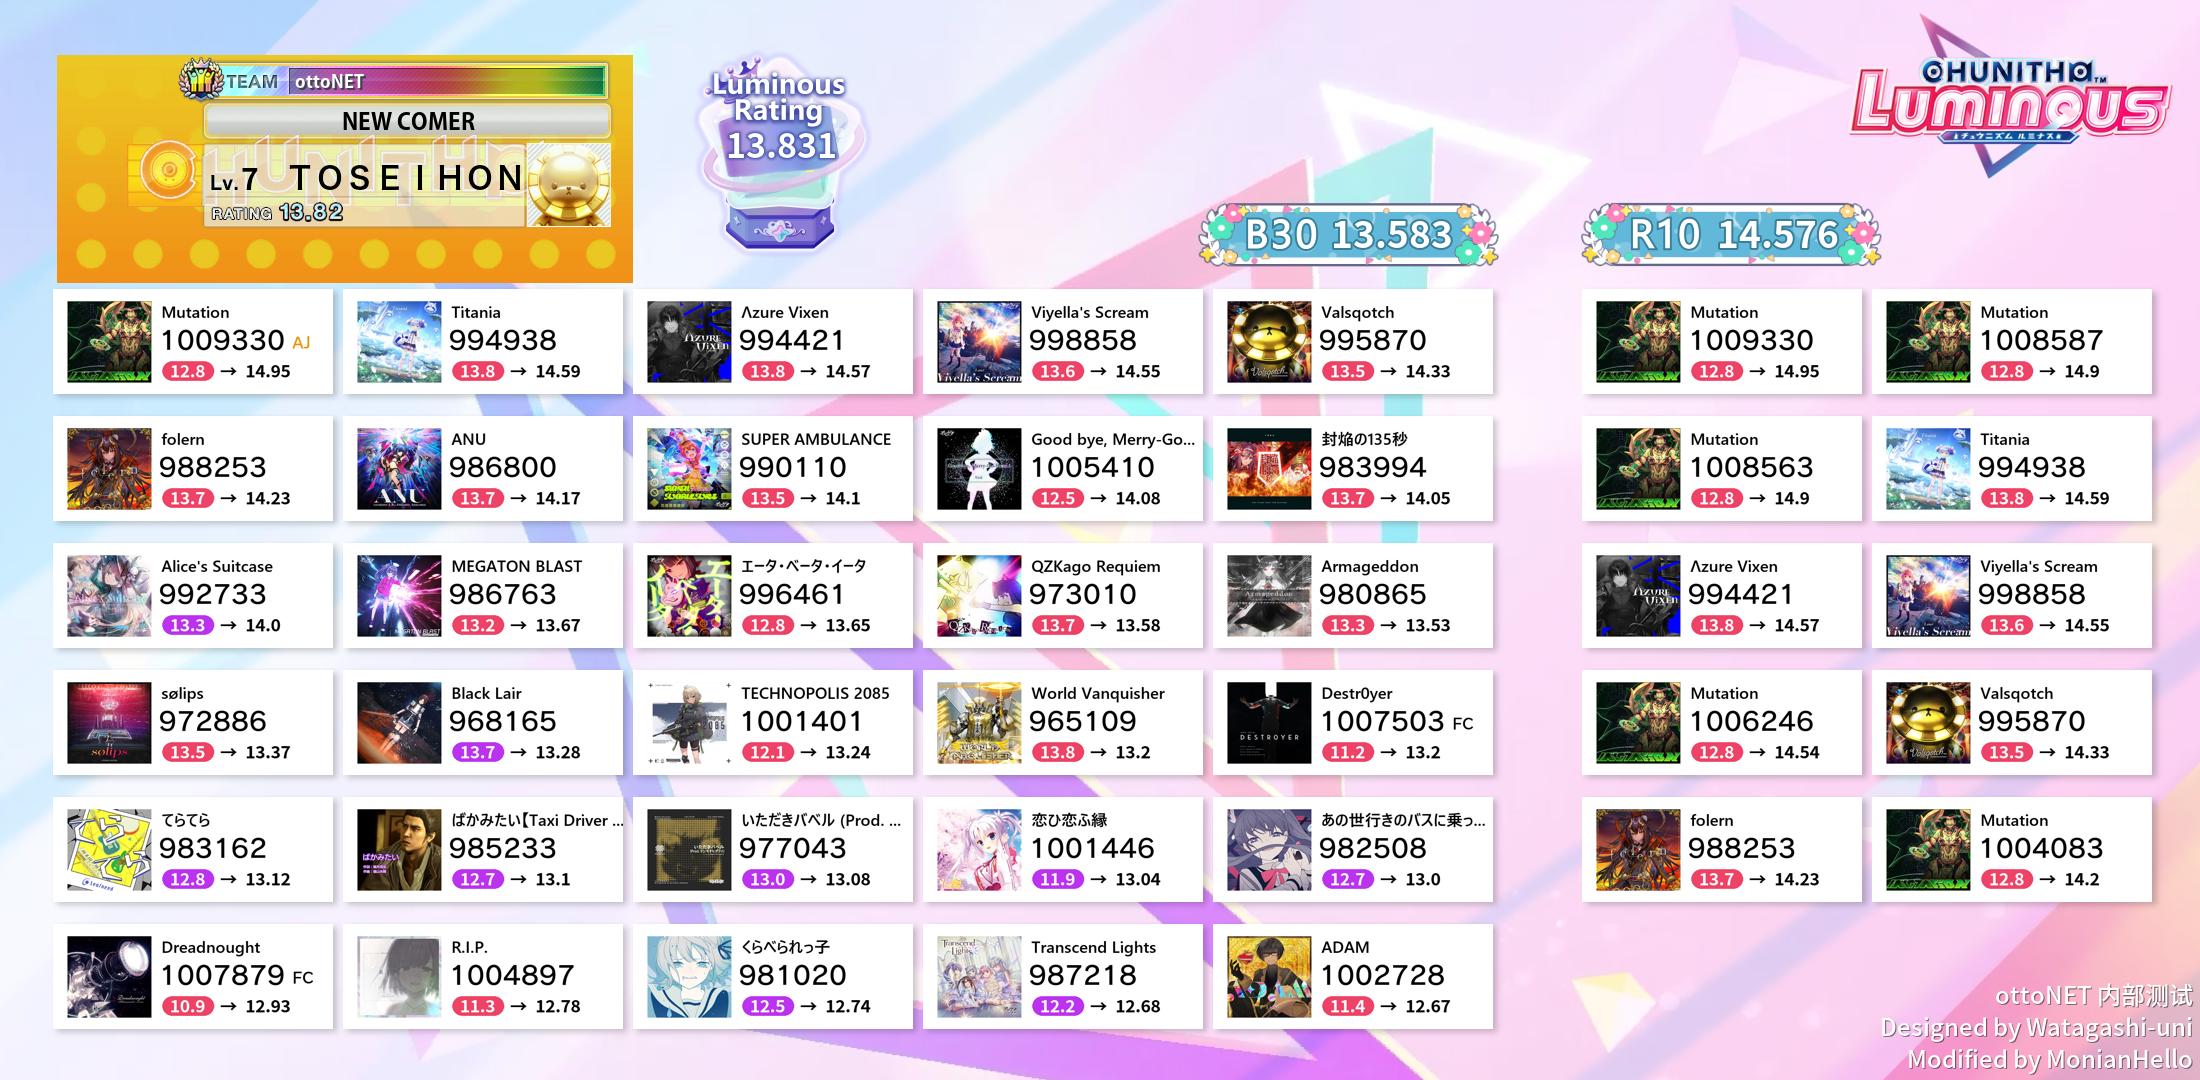 TEAM ottoNET
NEW COMER
Lv.7 TOSEIHON
RATING 13.82
Luminous
Rating
13.831
CHUNITHM™
LUMINOUS
チュウニズム ルミナス
B30 13.583
R10 14.576
Mutation
1009330 AJ
12.8 → 14.95
Titania
994938
13.8 → 14.59
Λzure Vixen
994421
13.8 → 14.57
Viyella's Scream
998858
13.6 → 14.55
Valsqotch
995870
13.5 → 14.33
Mutation
1009330
12.8 → 14.95
Mutation
1008587
12.8 → 14.9
folern
988253
13.7 → 14.23
ANU
986800
13.7 → 14.17
SUPER AMBULANCE
990110
13.5 → 14.1
Good bye, Merry-Go...
1005410
12.5 → 14.08
封焔の135秒
983994
13.7 → 14.05
Mutation
1008563
12.8 → 14.9
Titania
994938
13.8 → 14.59
Alice's Suitcase
992733
13.3 → 14.0
MEGATON BLAST
986763
13.2 → 13.67
エータ・ベータ・イータ
996461
12.8 → 13.65
QZKago Requiem
973010
13.7 → 13.58
Armageddon
980865
13.3 → 13.53
Λzure Vixen
994421
13.8 → 14.57
Viyella's Scream
998858
13.6 → 14.55
sølips
972886
13.5 → 13.37
Black Lair
968165
13.7 → 13.28
TECHNOPOLIS 2085
1001401
12.1 → 13.24
World Vanquisher
965109
13.8 → 13.2
Destr0yer
1007503 FC
11.2 → 13.2
Mutation
1006246
12.8 → 14.54
Valsqotch
995870
13.5 → 14.33
てらてら
983162
12.8 → 13.12
ばかみたい【Taxi Driver ...
985233
12.7 → 13.1
いただきバベル (Prod. ...
977043
13.0 → 13.08
恋ひ恋ふ縁
1001446
11.9 → 13.04
あの世行きのバスに乗っ...
982508
12.7 → 13.0
folern
988253
13.7 → 14.23
Mutation
1004083
12.8 → 14.2
Dreadnought
1007879 FC
10.9 → 12.93
R.I.P.
1004897
11.3 → 12.78
くらべられっ子
981020
12.5 → 12.74
Transcend Lights
987218
12.2 → 12.68
ADAM
1002728
11.4 → 12.67
ottoNET 内部测试
Designed by Watagashi-uni
Modified by MonianHello